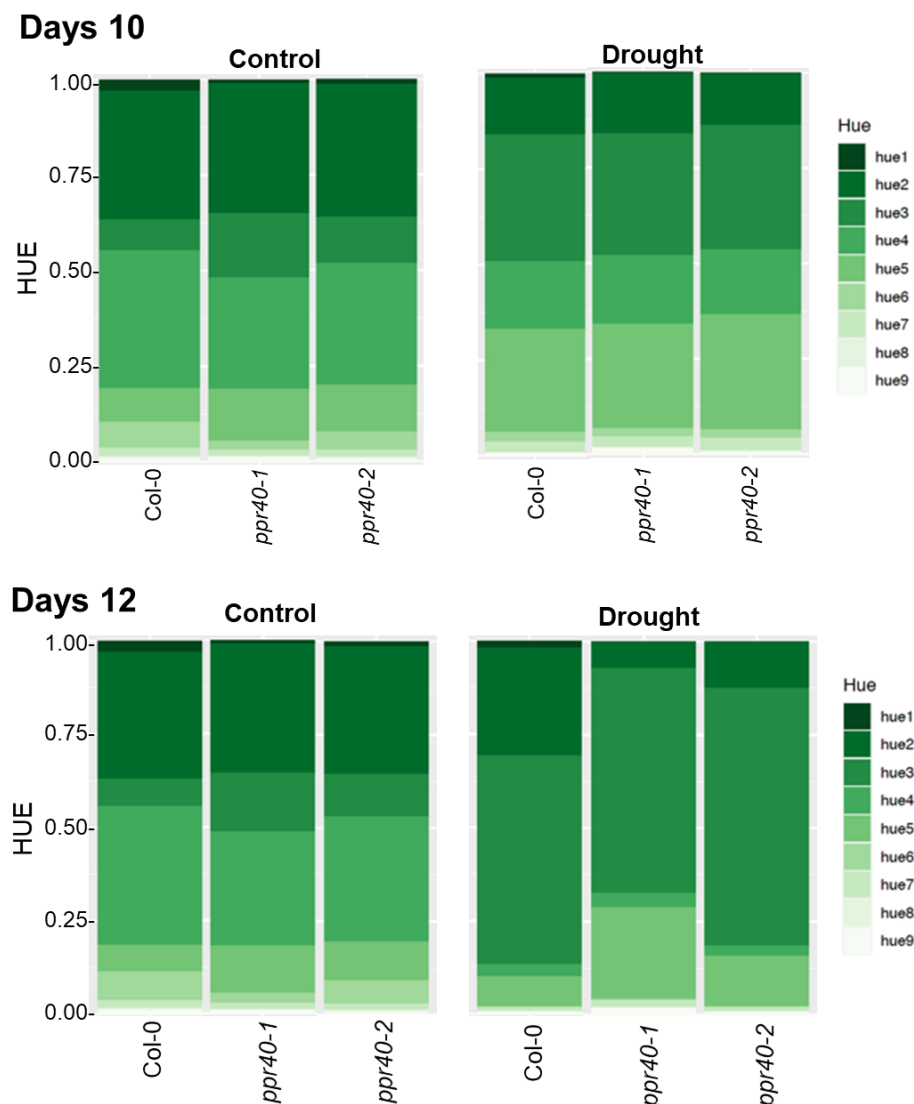 Days 10
Control
Drought
HUE
1.00
0.75
0.50
0.25
0.00
Col-0
ppr40-1
ppr40-2
Col-0
ppr40-1
ppr40-2
Hue
hue1
hue2
hue3
hue4
hue5
hue6
hue7
hue8
hue9
Days 12
Control
Drought
HUE
1.00
0.75
0.50
0.25
0.00
Col-0
ppr40-1
ppr40-2
Col-0
ppr40-1
ppr40-2
Hue
hue1
hue2
hue3
hue4
hue5
hue6
hue7
hue8
hue9